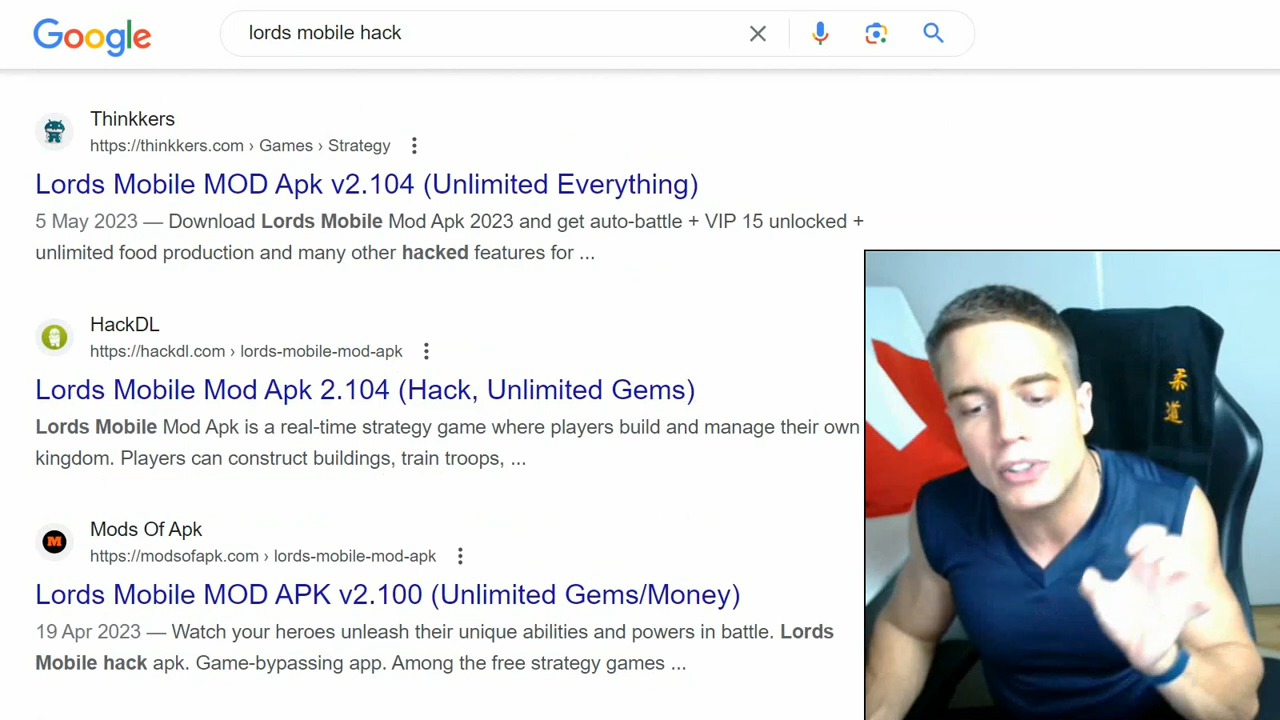 Google
lords mobile hack
Thinkkers
https://thinkkers.com › Games › Strategy
Lords Mobile MOD Apk v2.104 (Unlimited Everything)
5 May 2023 — Download Lords Mobile Mod Apk 2023 and get auto-battle + VIP 15 unlocked +
unlimited food production and many other hacked features for ...
HackDL
https://hackdl.com › lords-mobile-mod-apk
Lords Mobile Mod Apk 2.104 (Hack, Unlimited Gems)
Lords Mobile Mod Apk is a real-time strategy game where players build and manage their own
kingdom. Players can construct buildings, train troops, ...
Mods Of Apk
https://modsofapk.com › lords-mobile-mod-apk
M
Lords Mobile MOD APK v2.100 (Unlimited Gems/Money)
19 Apr 2023 — Watch your heroes unleash their unique abilities and powers in battle. Lords
Mobile hack apk. Game-bypassing app. Among the free strategy games ...
柔
道